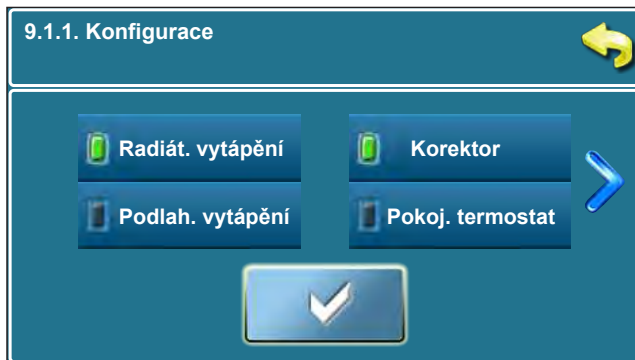 9.1.1. Konfigurace
Radiát. vytápění
Korektor
Podlah. vytápění
Pokoj. termostat